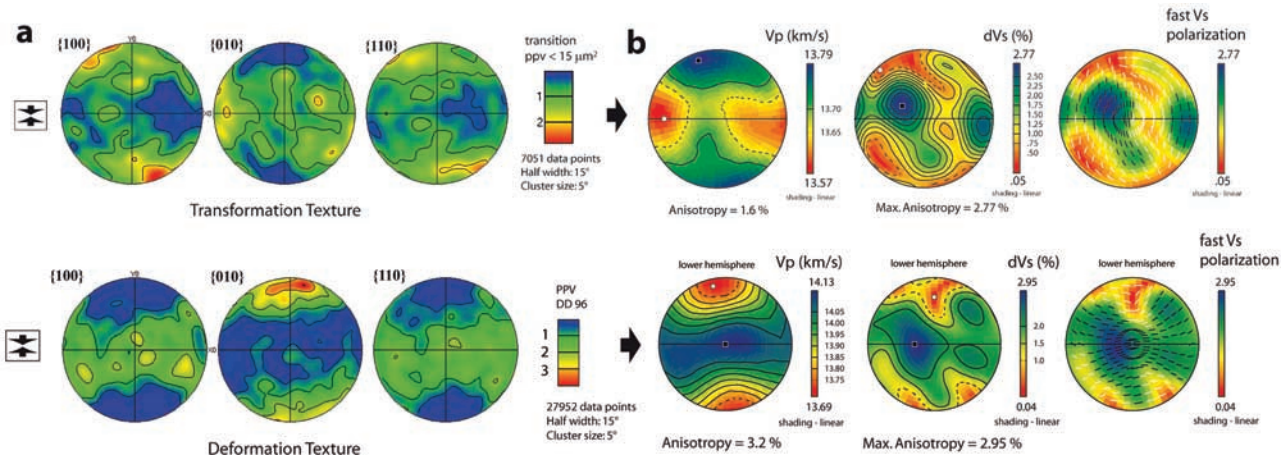 a
{100}
{010}
{110}
YS
XD
transition
ppv < 15 μm²
1
2
7051 data points
Half width: 15°
Cluster size: 5°
Transformation Texture
b
Vp (km/s)
13.79
13.70
13.65
13.57
shading - linear
Anisotropy = 1.6 %
dVs (%)
2.77
2.50
2.25
2.00
1.75
1.50
1.25
1.00
.75
.50
.05
shading - linear
Max. Anisotropy = 2.77 %
fast Vs
polarization
2.77
.05
shading - linear
{100}
{010}
{110}
YS
XD
PPV
DD 96
1
2
3
27952 data points
Half width: 15°
Cluster size: 5°
Deformation Texture
lower hemisphere
Vp (km/s)
14.13
14.05
14.00
13.95
13.90
13.85
13.80
13.75
13.69
shading - linear
Anisotropy = 3.2 %
lower hemisphere
dVs (%)
2.95
2.0
1.5
1.0
0.04
shading - linear
Max. Anisotropy = 2.95 %
fast Vs
polarization
lower hemisphere
2.95
0.04
shading - linear